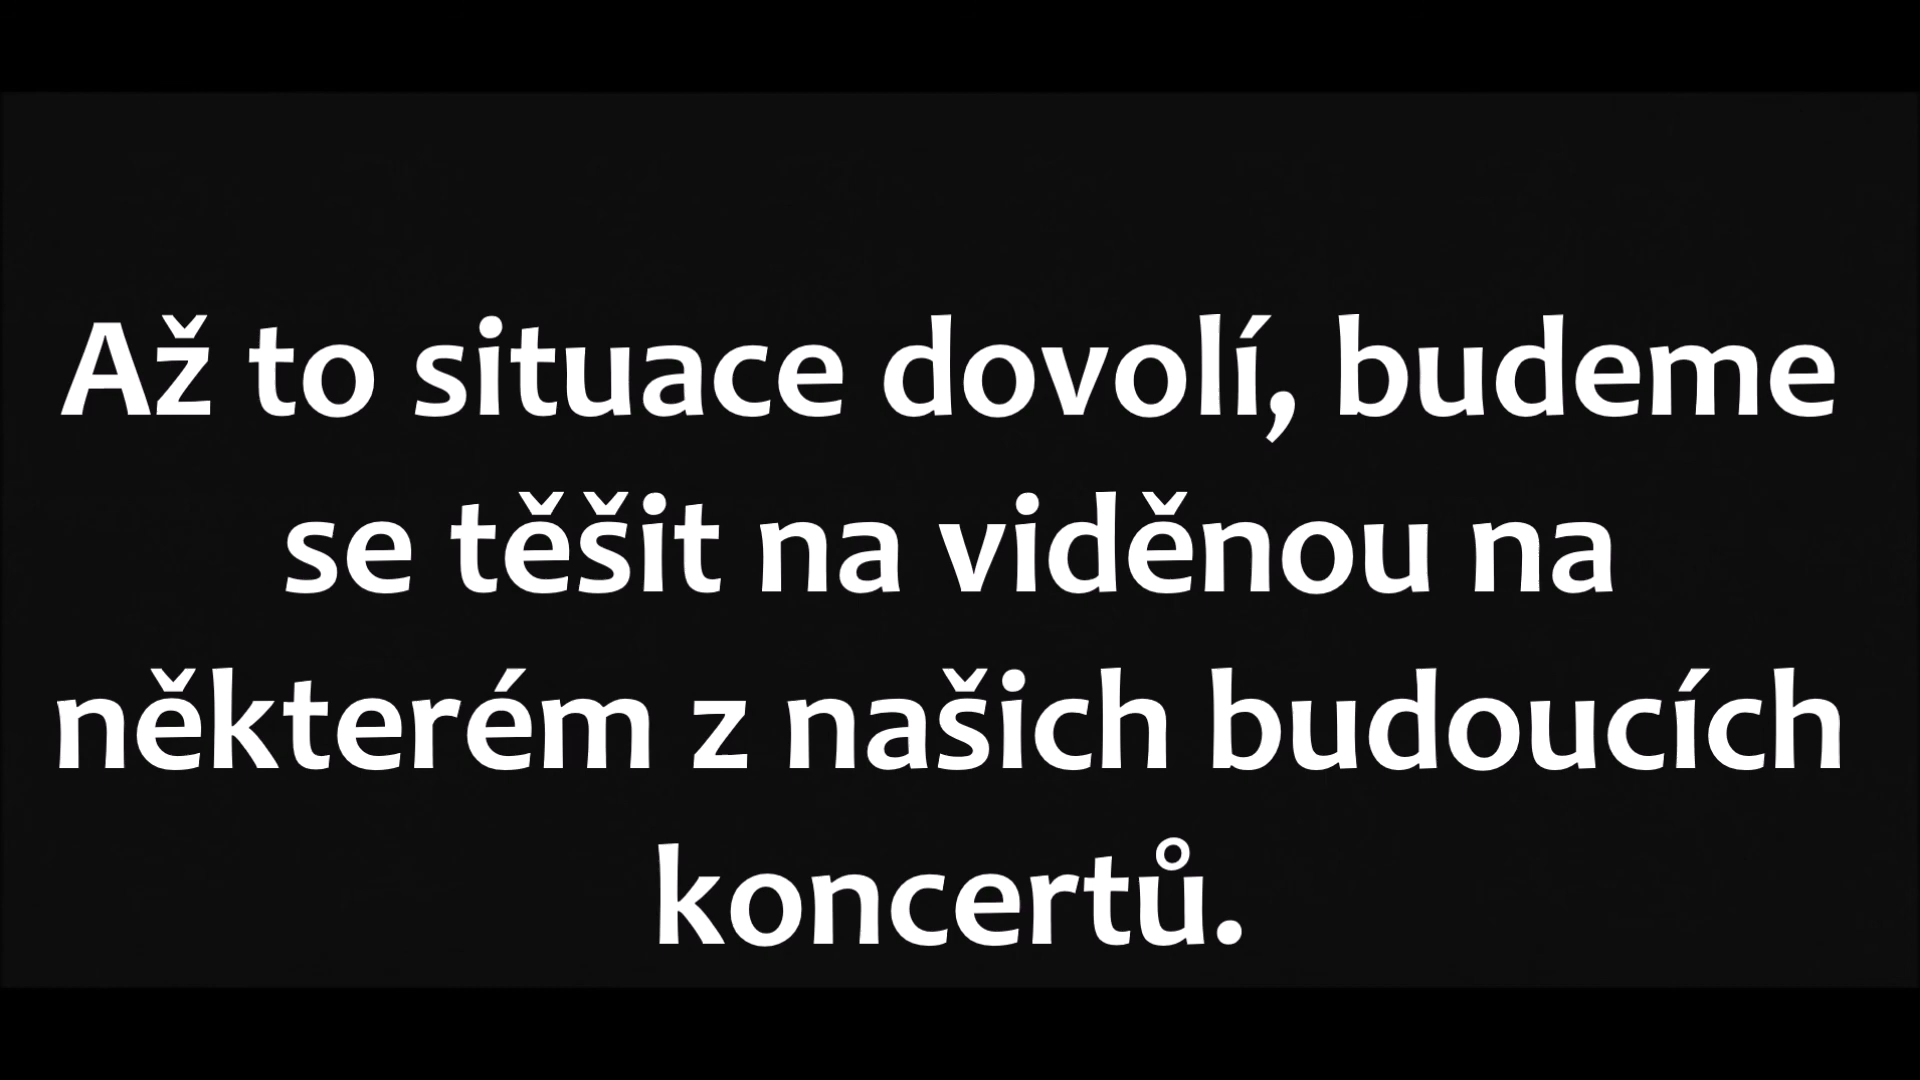 Až to situace dovolí, budeme
se těšit na viděnou na
některém z našich budoucích
koncertů.